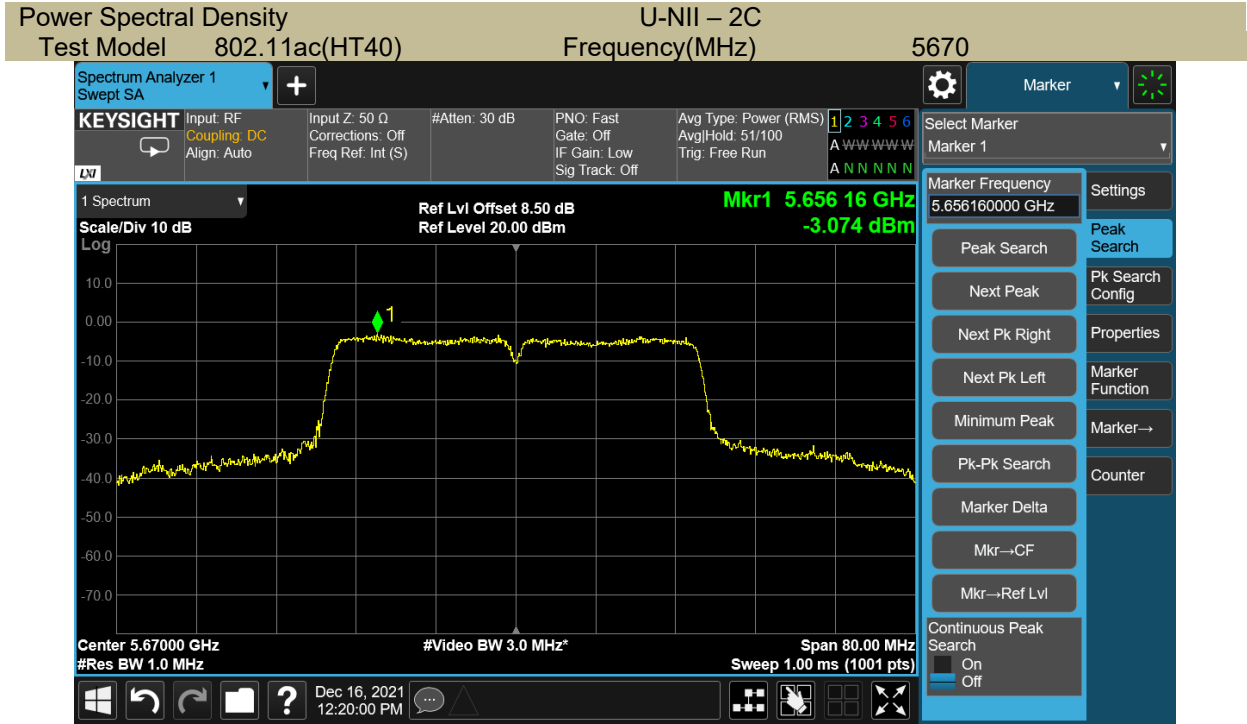 Power Spectral Density U-NII – 2C
Test Model 802.11ac(HT40) Frequency(MHz) 5670
Spectrum Analyzer 1
Swept SA
+
Marker
KEYSIGHT
LXI
Input: RF
Coupling: DC
Align: Auto
Input Z: 50 Ω
Corrections: Off
Freq Ref: Int (S)
#Atten: 30 dB
PNO: Fast
Gate: Off
IF Gain: Low
Sig Track: Off
Avg Type: Power (RMS)
Avg|Hold: 51/100
Trig: Free Run
1 2 3 4 5 6
A W W W W W
A N N N N N
Select Marker
Marker 1
1 Spectrum
Scale/Div 10 dB
Log
Ref Lvl Offset 8.50 dB
Ref Level 20.00 dBm
Mkr1 5.656 16 GHz
-3.074 dBm
10.0
0.00
-10.0
-20.0
-30.0
-40.0
-50.0
-60.0
-70.0
1
Center 5.67000 GHz
#Res BW 1.0 MHz
#Video BW 3.0 MHz*
Span 80.00 MHz
Sweep 1.00 ms (1001 pts)
Marker Frequency
5.656160000 GHz
Peak Search
Next Peak
Next Pk Right
Next Pk Left
Minimum Peak
Pk-Pk Search
Marker Delta
Mkr→CF
Mkr→Ref Lvl
Continuous Peak
Search
On
Off
Settings
Peak
Search
Pk Search
Config
Properties
Marker
Function
Marker→
Counter
?
Dec 16, 2021
12:20:00 PM